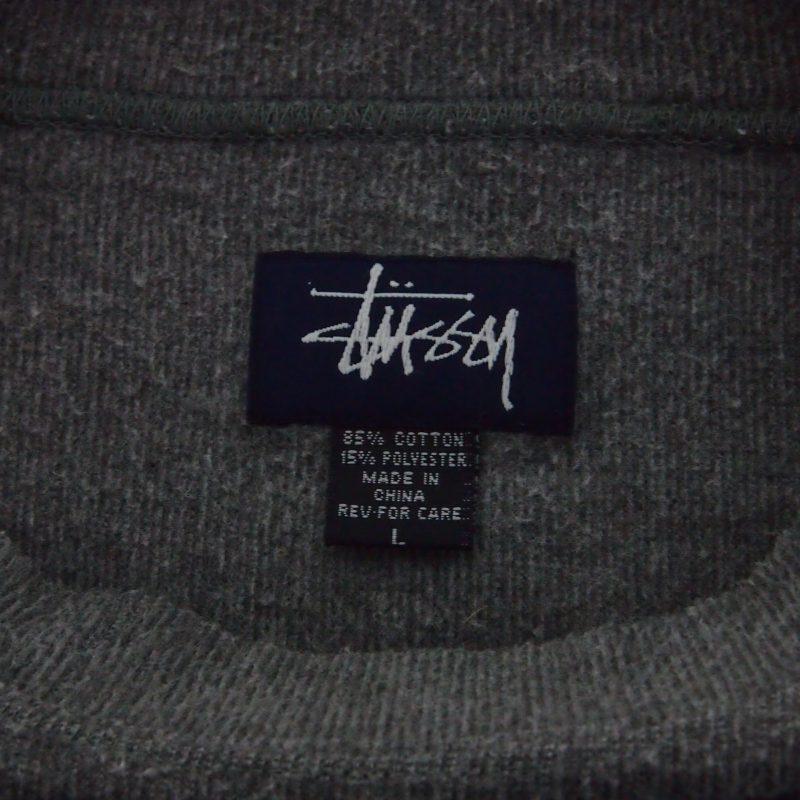 stüssy
85% COTTON
15% POLYESTER
MADE IN
CHINA
REV·FOR CARE
L